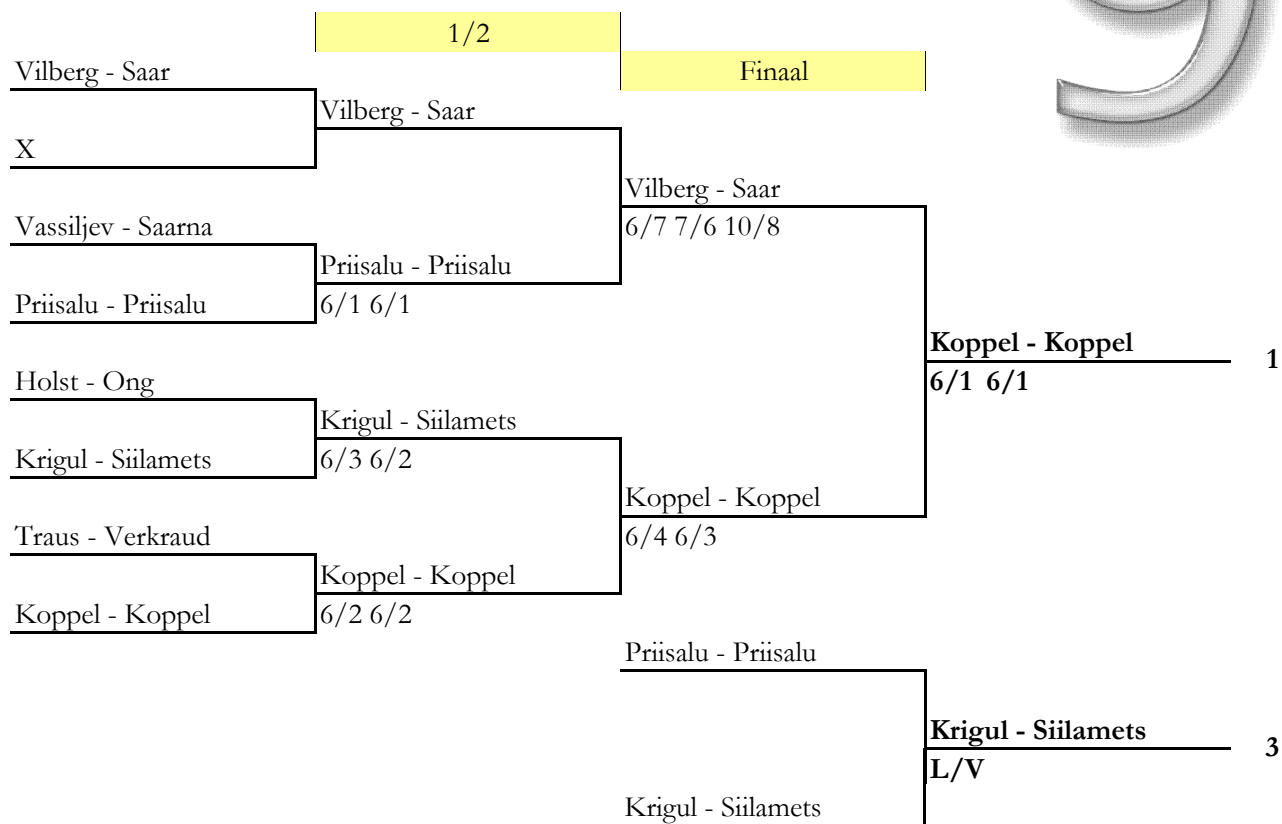 1/2
Vilberg - Saar
Finaal
Vilberg - Saar
X
Vilberg - Saar
Vassiljev - Saarna
6/7 7/6 10/8
Priisalu - Priisalu
Priisalu - Priisalu
6/1 6/1
Koppel - Koppel
1
Holst - Ong
6/1 6/1
Krigul - Siilamets
Krigul - Siilamets
6/3 6/2
Koppel - Koppel
Traus - Verkraud
6/4 6/3
Koppel - Koppel
Koppel - Koppel
6/2 6/2
Priisalu - Priisalu
Krigul - Siilamets
3
L/V
Krigul - Siilamets